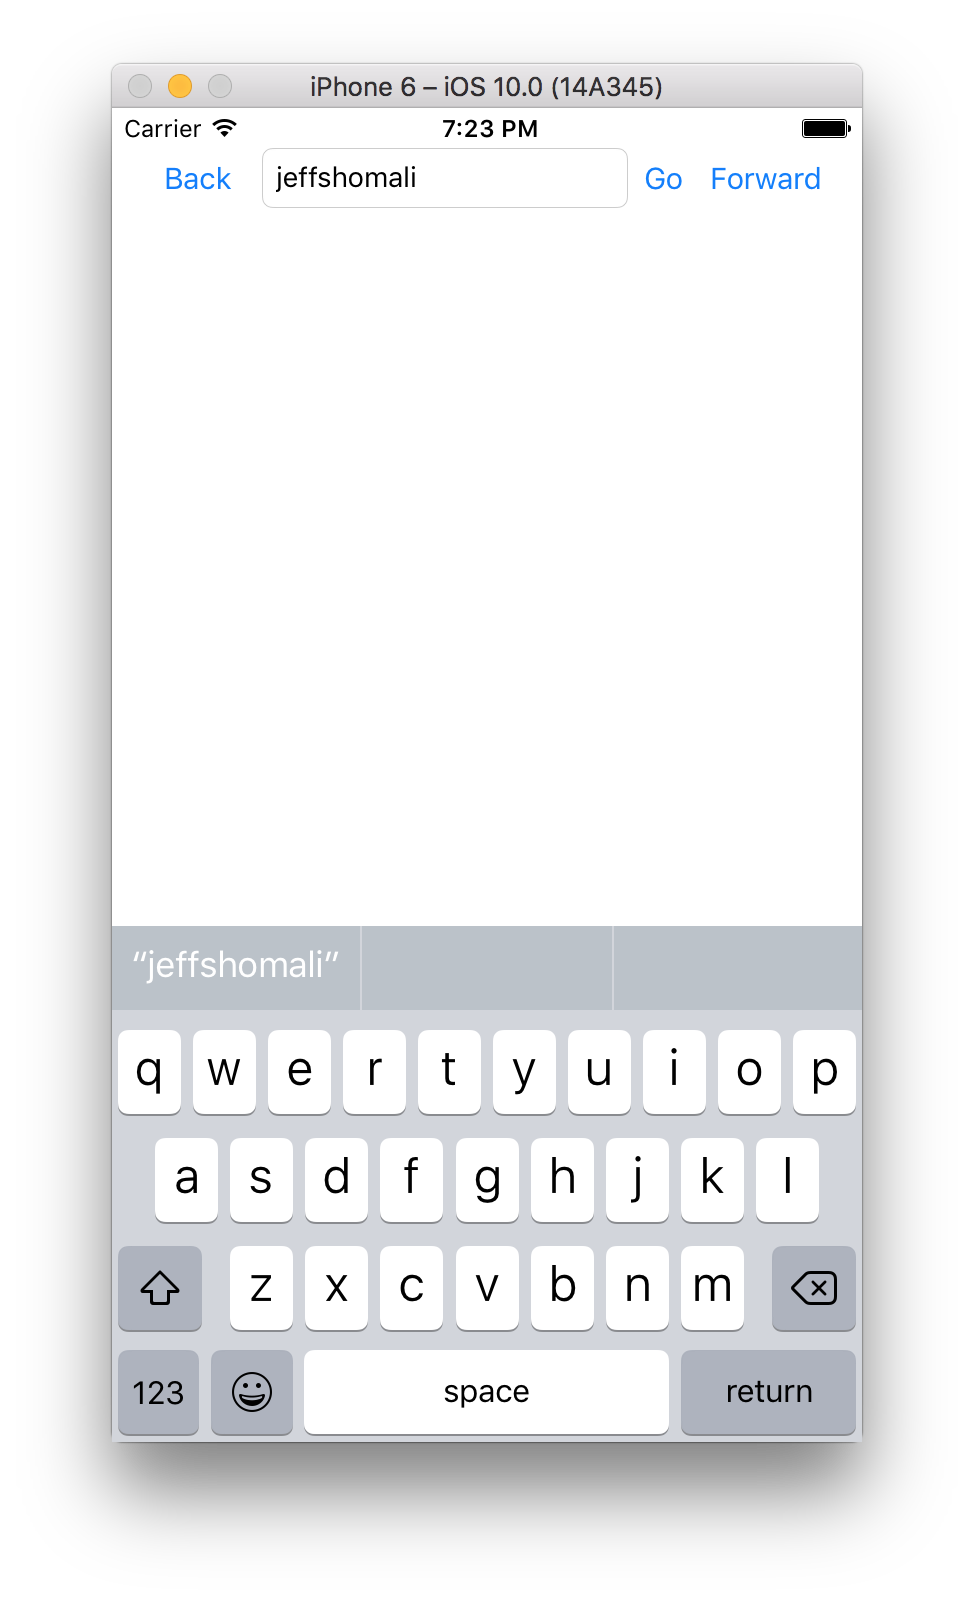 iPhone 6 – iOS 10.0 (14A345)
Carrier 7:23 PM
Back jeffshomali Go Forward
“jeffshomali”
q w e r t y u i o p
a s d f g h j k l
z x c v b n m
123 space return